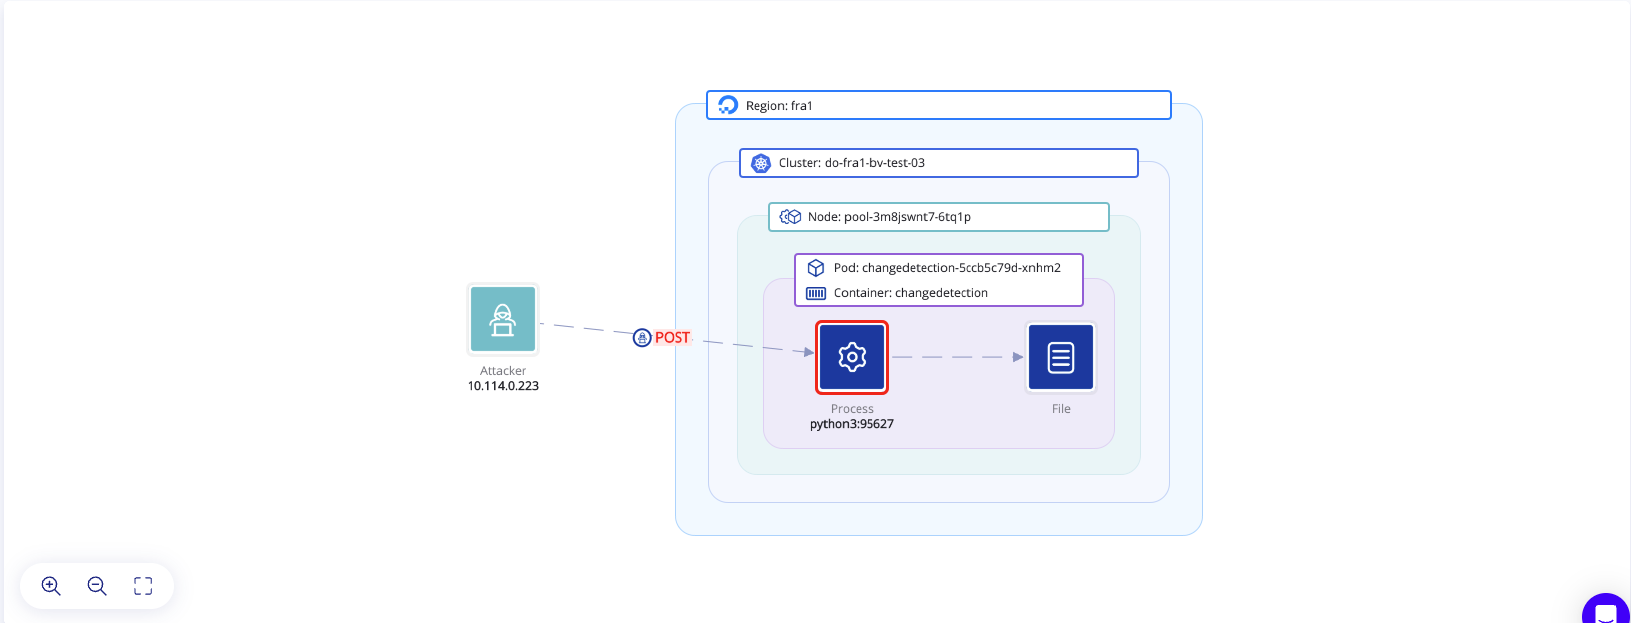 Region: fra1
Cluster: do-fra1-bv-test-03
Node: pool-3m8jswnt7-6tq1p
Pod: changedetection-5ccb5c79d-xnhm2
Container: changedetection
POST
Attacker
10.114.0.223
Process
python3:95627
File